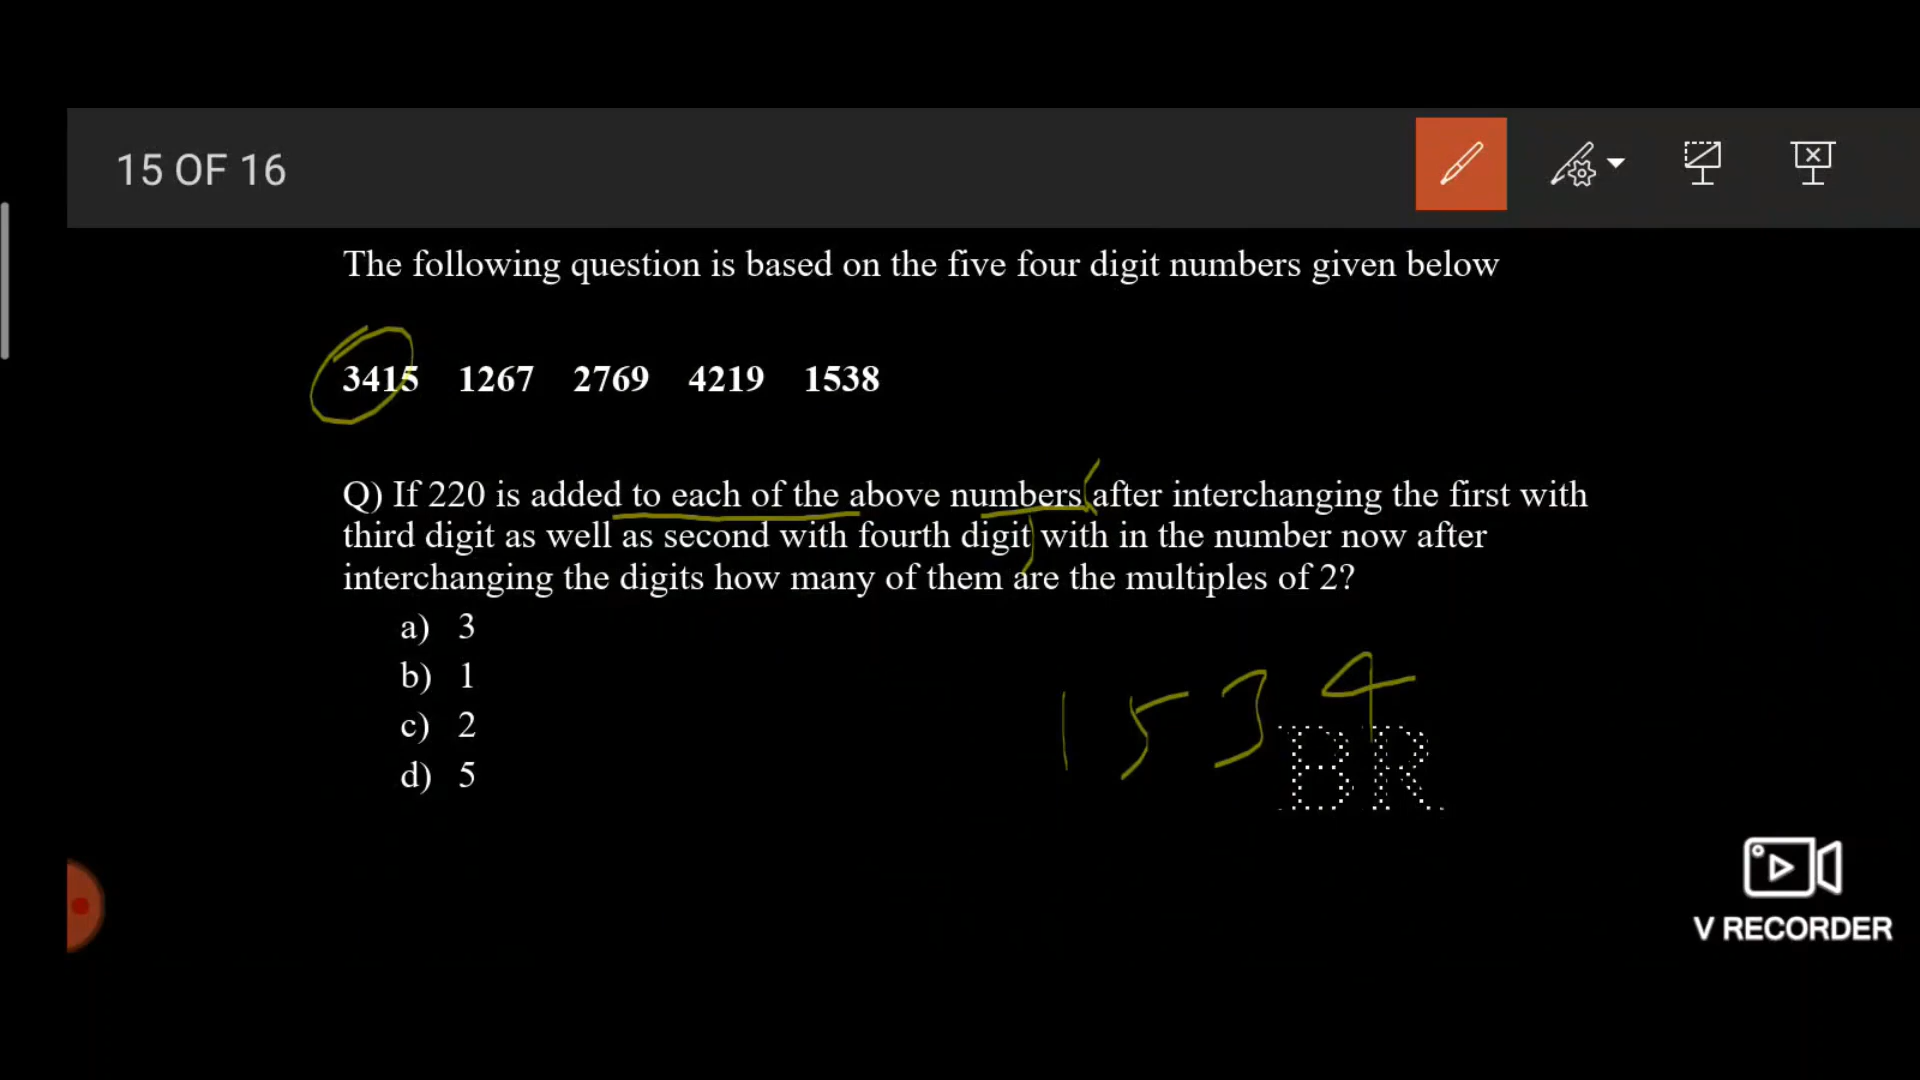 15 OF 16
The following question is based on the five four digit numbers given below
3415 1267 2769 4219 1538
Q) If 220 is added to each of the above numbers after interchanging the first with
third digit as well as second with fourth digit with in the number now after
interchanging the digits how many of them are the multiples of 2?
a) 3
b) 1
c) 2
d) 5
1534
BR
V RECORDER